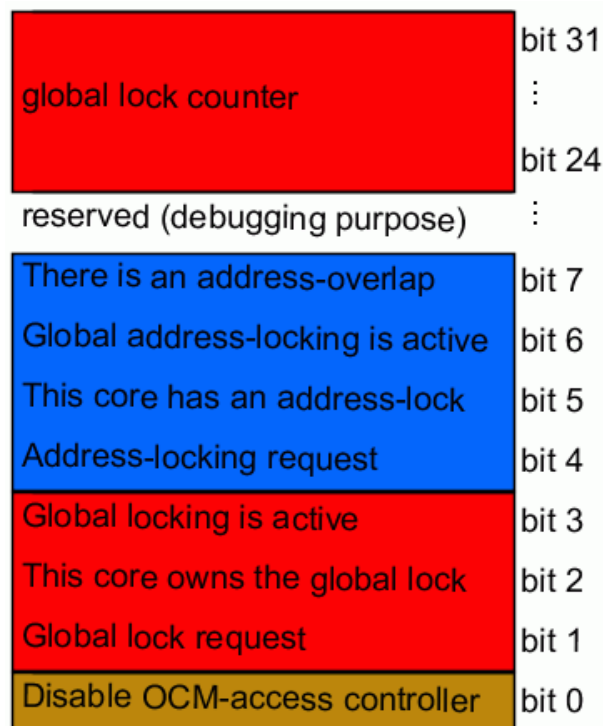 bit 31
global lock counter
⋮
bit 24
reserved (debugging purpose)
⋮
There is an address-overlap bit 7
Global address-locking is active bit 6
This core has an address-lock bit 5
Address-locking request bit 4
Global locking is active bit 3
This core owns the global lock bit 2
Global lock request bit 1
Disable OCM-access controller bit 0